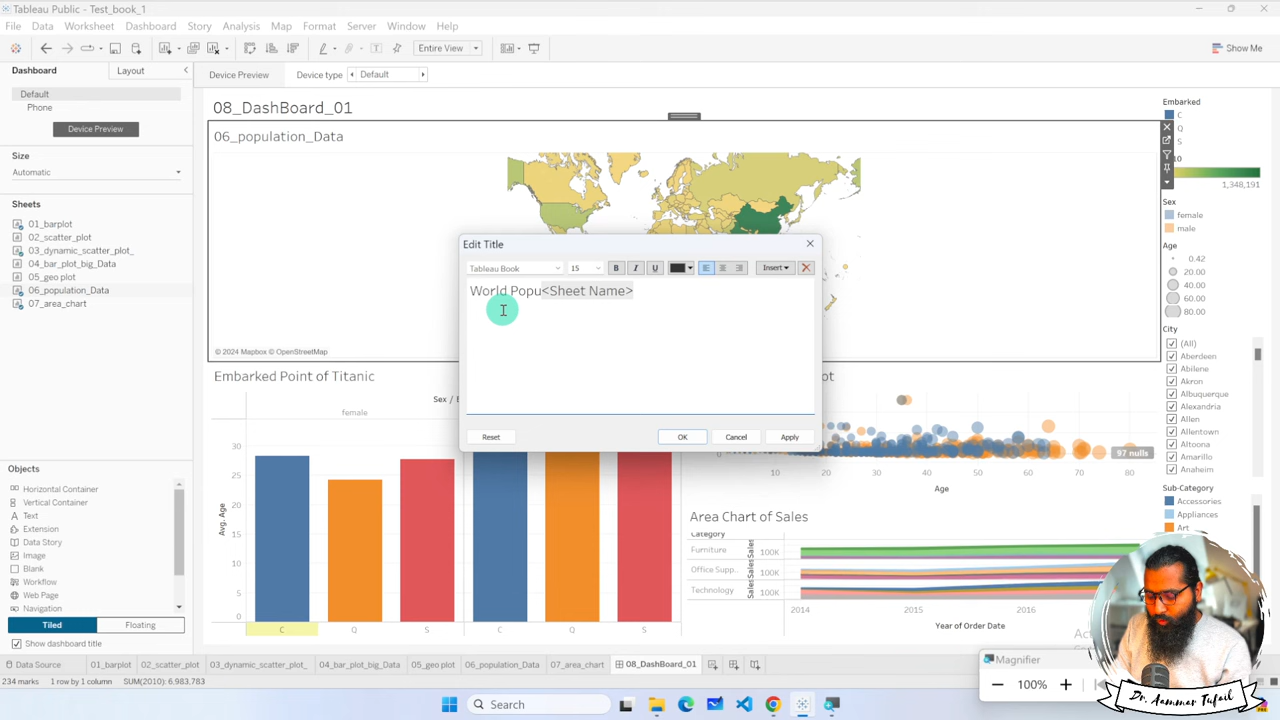 Tableau Public - Test_book_1
File Data Worksheet Dashboard Story Analysis Map Format Server Window Help
Entire View
Show Me
Dashboard Layout
Device Preview Device type Default
Default
Phone
Device Preview
Size
Automatic
Sheets
01_barplot
02_scatter_plot
03_dynamic_scatter_plot_
04_bar_plot_big_Data
05_geo plot
06_population_Data
07_area_chart
Objects
Horizontal Container
Vertical Container
Text
Extension
Data Story
Image
Blank
Workflow
Web Page
Navigation
Tiled Floating
Show dashboard title
08_DashBoard_01
06_population_Data
© 2024 Mapbox © OpenStreetMap
Edit Title
Tableau Book 15 B I U Insert
World Popu<Sheet Name>
Reset OK Cancel Apply
Embarked Point of Titanic
Sex / E
female
Avg. Age
30
25
20
15
10
5
0
C Q S C Q S
ot
0
97 nulls
10 20 30 40 50 60 70 80
Age
Area Chart of Sales
Category
Furniture Sales 100K
Office Supp.. Sales 100K
Technology Sales 100K
2014 2015 2016
Year of Order Date
Embarked
C
Q
S
10
1,348,191
Sex
female
male
Age
0.42
20.00
40.00
60.00
80.00
City
(All)
Aberdeen
Abilene
Akron
Albuquerque
Alexandria
Allen
Allentown
Altoona
Amarillo
Anaheim
Sub-Category
Accessories
Appliances
Art
Data Source 01_barplot 02_scatter_plot 03_dynamic_scatte.. 04_bar_plot_big_Data 05_geo plot 06_population_Data 07_area_chart 08_DashBoard_01
234 marks 1 row by 1 column SUM(2010): 6,983,783
Magnifier
100%
Search
Dr. Aammar Tufail